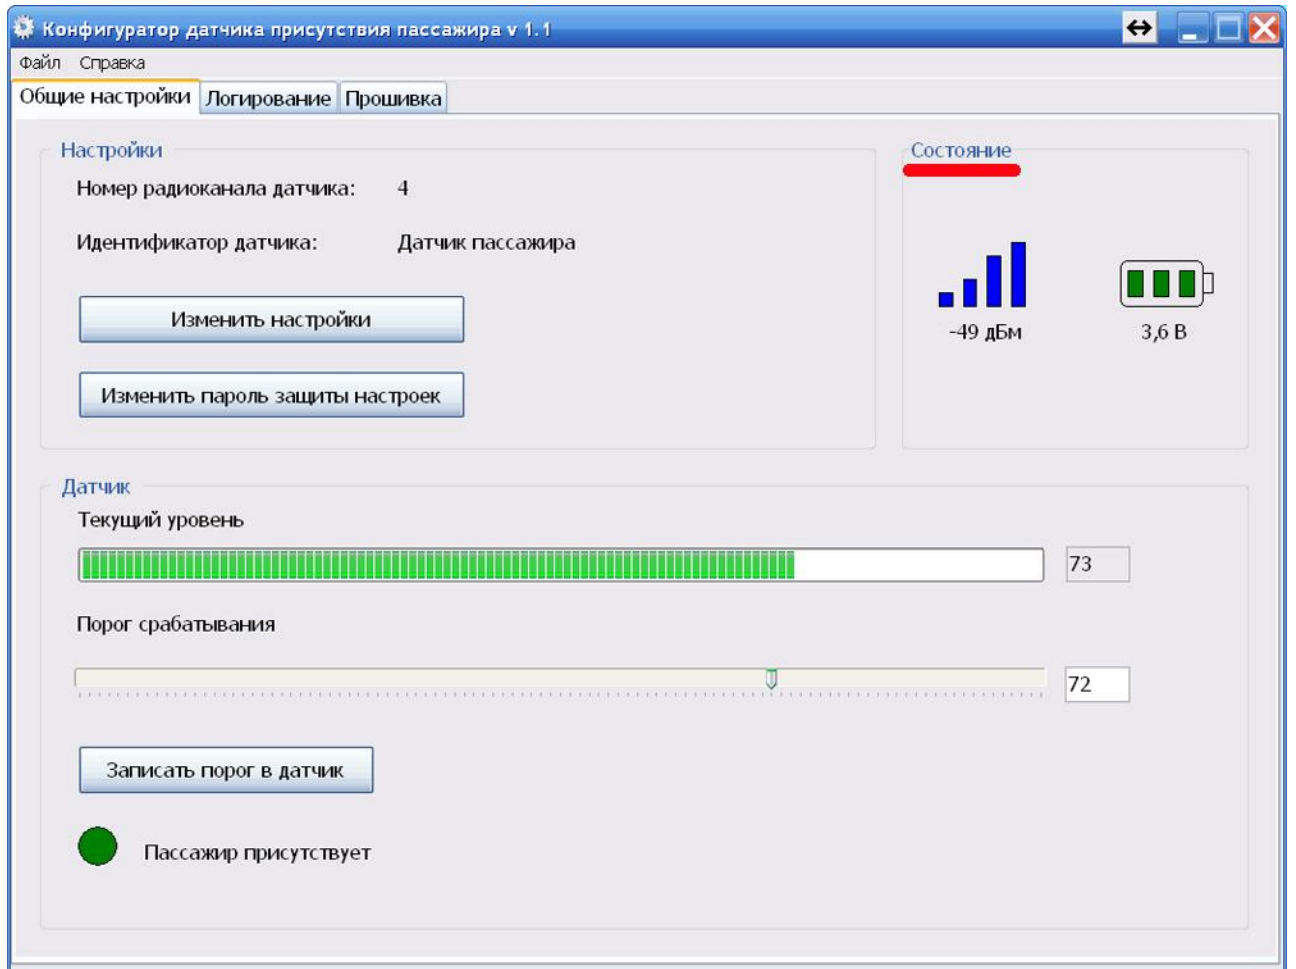 Конфигуратор датчика присутствия пассажира v 1.1
Файл Справка
Общие настройки Логирование Прошивка
Настройки
Номер радиоканала датчика: 4
Идентификатор датчика: Датчик пассажира
Изменить настройки
Изменить пароль защиты настроек
Состояние
-49 дБм 3,6 В
Датчик
Текущий уровень
73
Порог срабатывания
72
Записать порог в датчик
Пассажир присутствует